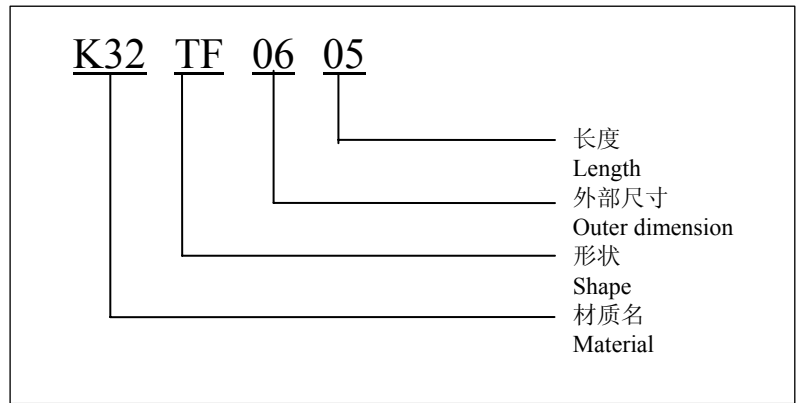 K32 TF 06 05
长度
Length
外部尺寸
Outer dimension
形状
Shape
材质名
Material